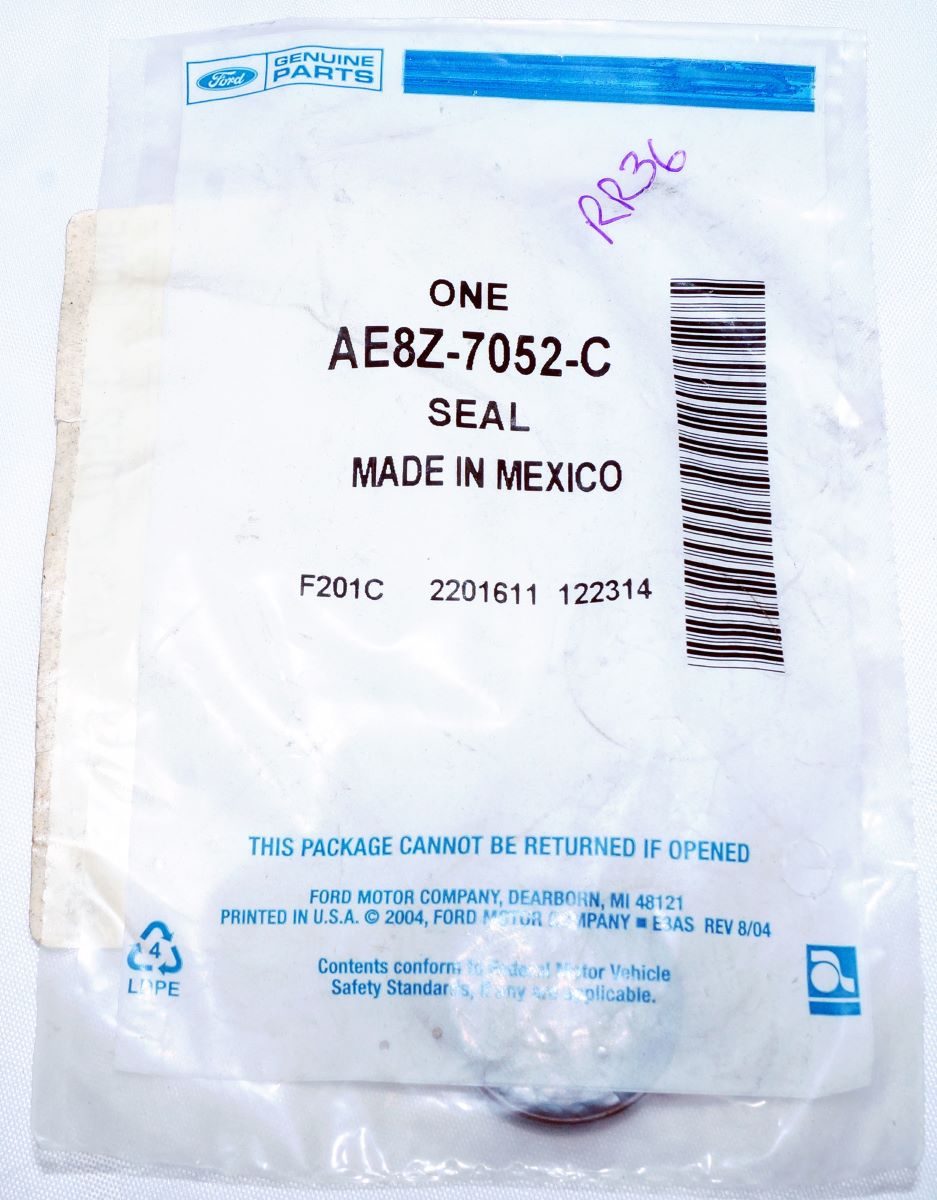 Ford
GENUINE
PARTS
RR36
ONE
AE8Z-7052-C
SEAL
MADE IN MEXICO
F201C 2201611 122314
THIS PACKAGE CANNOT BE RETURNED IF OPENED
FORD MOTOR COMPANY, DEARBORN, MI 48121
PRINTED IN U.S.A. © 2004, FORD MOTOR COMPANY ■ E3AS REV 8/04
4
LDPE
Contents conform to Federal Motor Vehicle
Safety Standards, if any are applicable.
a